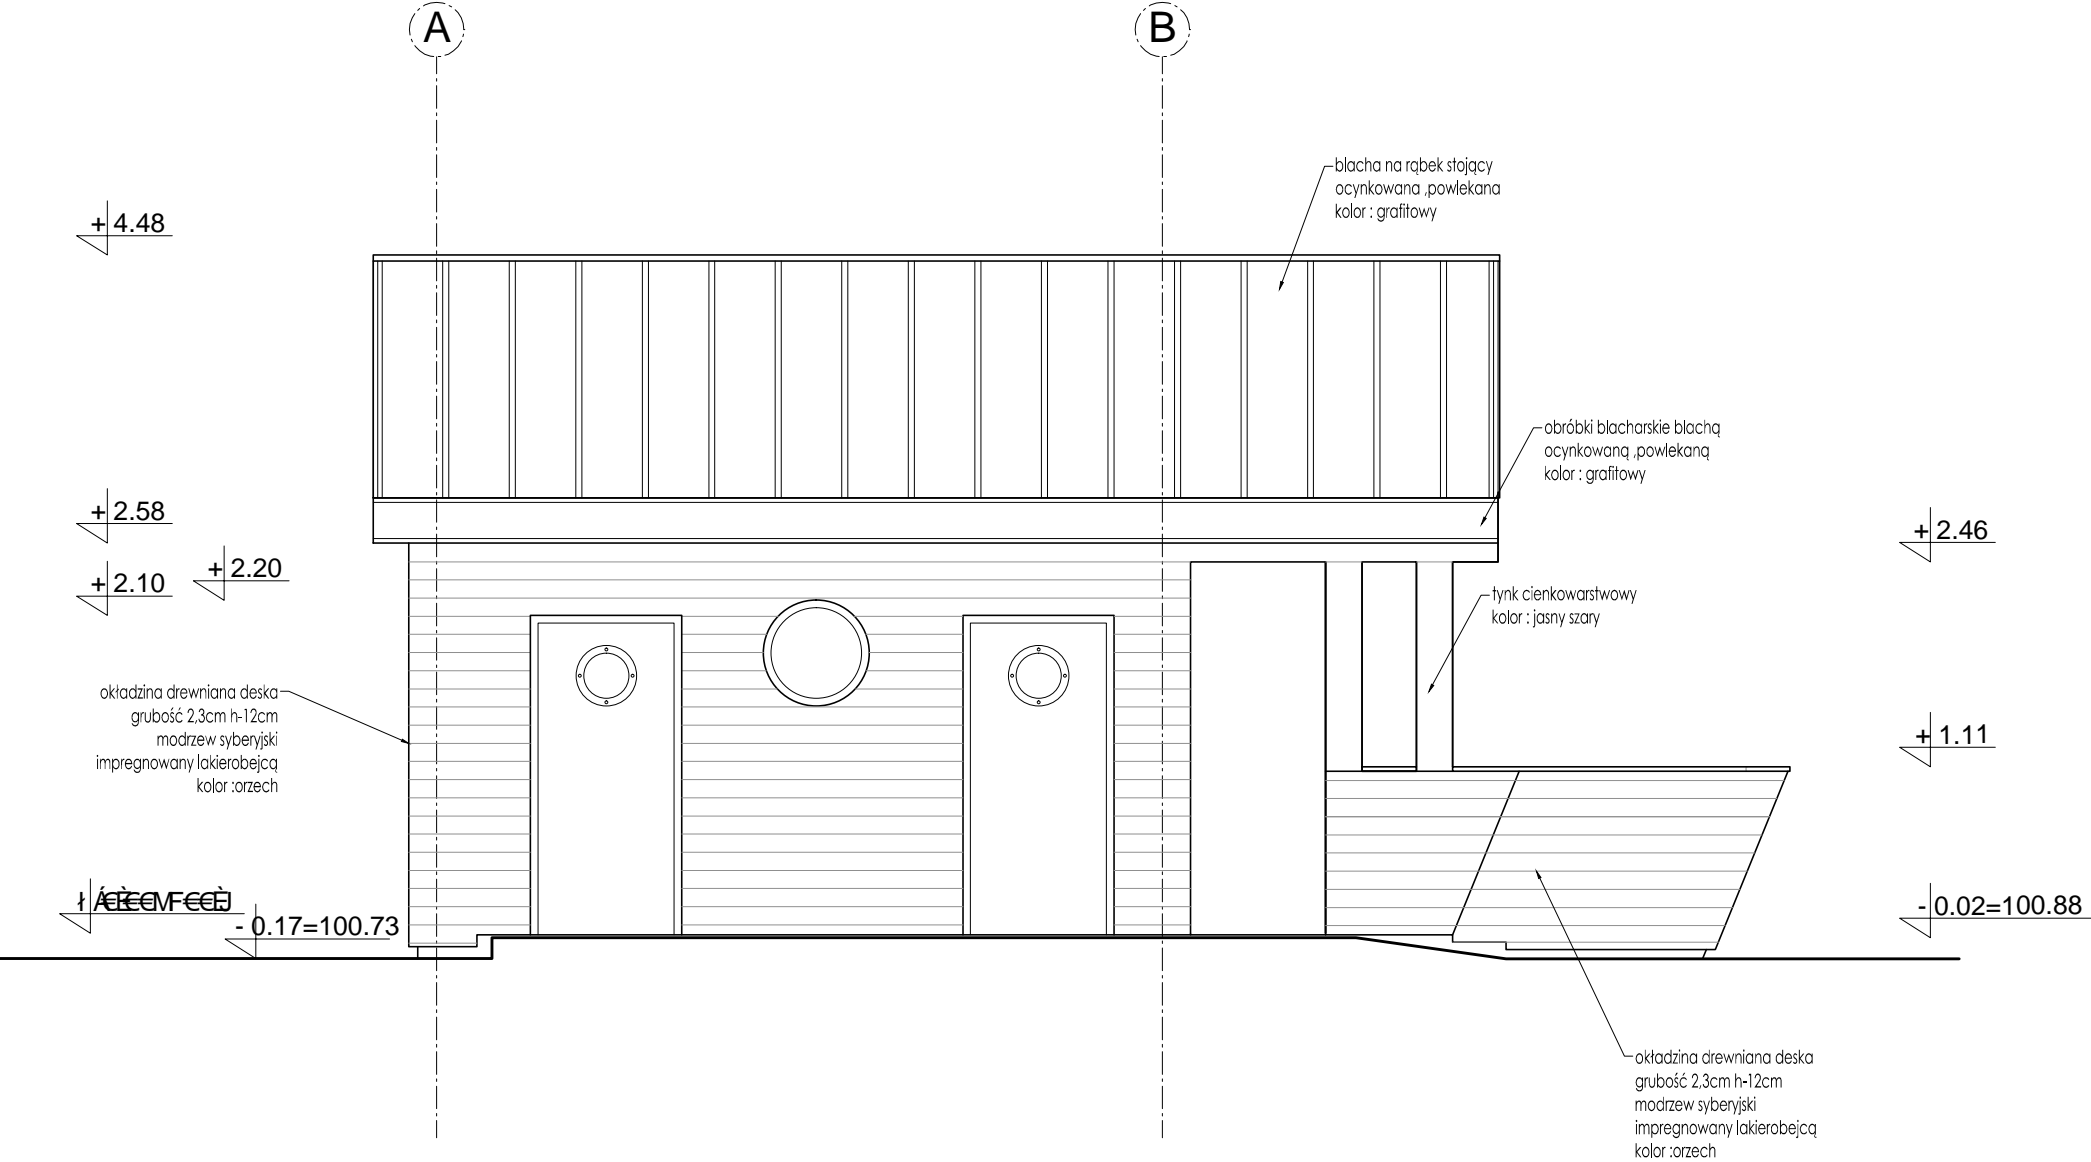 A
B
blacha na rąbek stojący
ocynkowana ,powlekana
kolor : grafitowy
+ 4.48
obróbki blacharskie blachą
ocynkowaną ,powlekaną
kolor : grafitowy
+ 2.58
+ 2.46
+ 2.20
+ 2.10
tynk cienkowarstwowy
kolor : jasny szary
okładzina drewniana deska
grubość 2,3cm h-12cm
modrzew syberyjski
impregnowany lakierobejcą
kolor :orzech
+ 1.11
- 0.17=100.73
- 0.02=100.88
okładzina drewniana deska
grubość 2,3cm h-12cm
modrzew syberyjski
impregnowany lakierobejcą
kolor :orzech